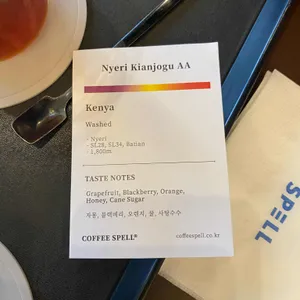 Nyeri Kianjogu AA
Kenya
Washed
- Nyeri
- SL28, SL34, Batian
- 1,800m
TASTE NOTES
Grapefruit, Blackberry, Orange,
Honey, Cane Sugar
자몽, 블랙베리, 오렌지, 꿀, 사탕수수
COFFEE SPELL®
coffeespell.co.kr
SPELL